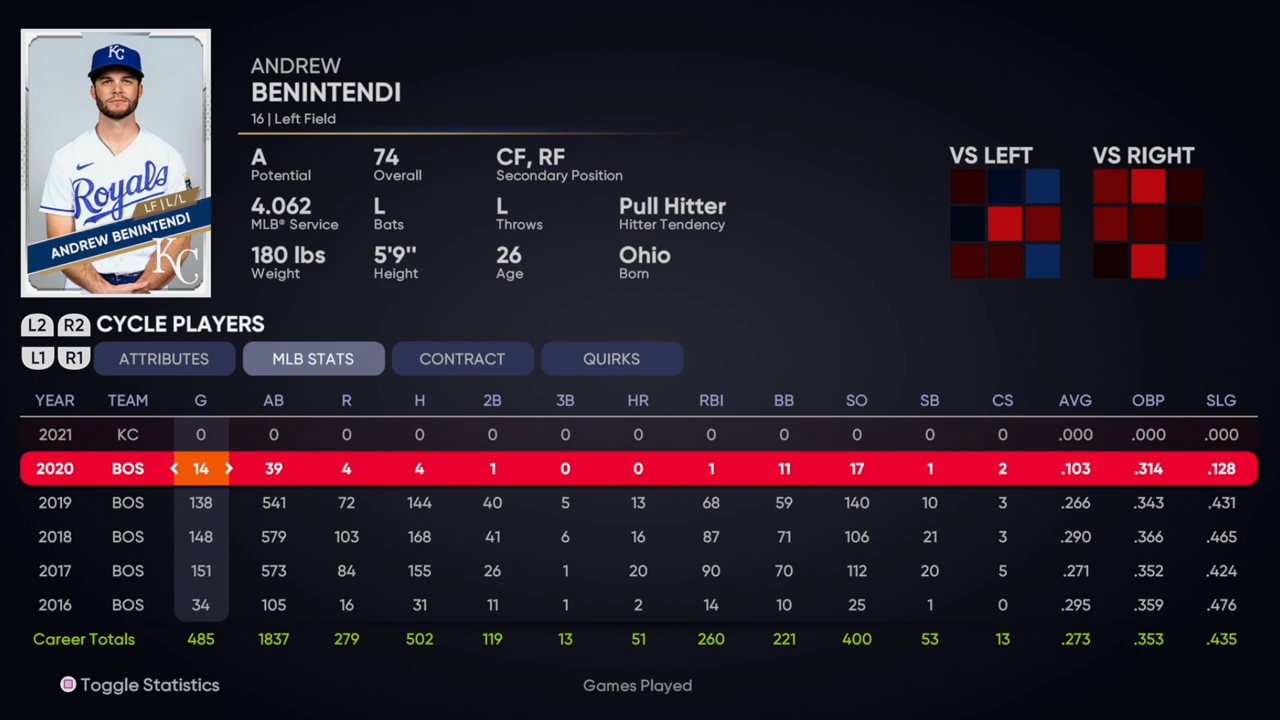 KC
Royals
LF | L/L
ANDREW BENINTENDI
KC
ANDREW
BENINTENDI
16 | Left Field
A 74 CF, RF
Potential Overall Secondary Position
4.062 L L Pull Hitter
MLB® Service Bats Throws Hitter Tendency
180 lbs 5'9" 26 Ohio
Weight Height Age Born
VS LEFT VS RIGHT
L2 R2 CYCLE PLAYERS
L1 R1 ATTRIBUTES MLB STATS CONTRACT QUIRKS
YEAR TEAM G AB R H 2B 3B HR RBI BB SO SB CS AVG OBP SLG
2021 KC 0 0 0 0 0 0 0 0 0 0 0 0 .000 .000 .000
2020 BOS 14 39 4 4 1 0 0 1 11 17 1 2 .103 .314 .128
2019 BOS 138 541 72 144 40 5 13 68 59 140 10 3 .266 .343 .431
2018 BOS 148 579 103 168 41 6 16 87 71 106 21 3 .290 .366 .465
2017 BOS 151 573 84 155 26 1 20 90 70 112 20 5 .271 .352 .424
2016 BOS 34 105 16 31 11 1 2 14 10 25 1 0 .295 .359 .476
Career Totals 485 1837 279 502 119 13 51 260 221 400 53 13 .273 .353 .435
Toggle Statistics
Games Played